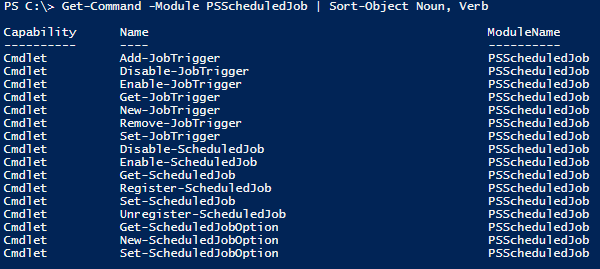 PS C:\> Get-Command -Module PSScheduledJob | Sort-Object Noun, Verb
Capability Name ModuleName
---------- ---- ----------
Cmdlet Add-JobTrigger PSScheduledJob
Cmdlet Disable-JobTrigger PSScheduledJob
Cmdlet Enable-JobTrigger PSScheduledJob
Cmdlet Get-JobTrigger PSScheduledJob
Cmdlet New-JobTrigger PSScheduledJob
Cmdlet Remove-JobTrigger PSScheduledJob
Cmdlet Set-JobTrigger PSScheduledJob
Cmdlet Disable-ScheduledJob PSScheduledJob
Cmdlet Enable-ScheduledJob PSScheduledJob
Cmdlet Get-ScheduledJob PSScheduledJob
Cmdlet Register-ScheduledJob PSScheduledJob
Cmdlet Set-ScheduledJob PSScheduledJob
Cmdlet Unregister-ScheduledJob PSScheduledJob
Cmdlet Get-ScheduledJobOption PSScheduledJob
Cmdlet New-ScheduledJobOption PSScheduledJob
Cmdlet Set-ScheduledJobOption PSScheduledJob